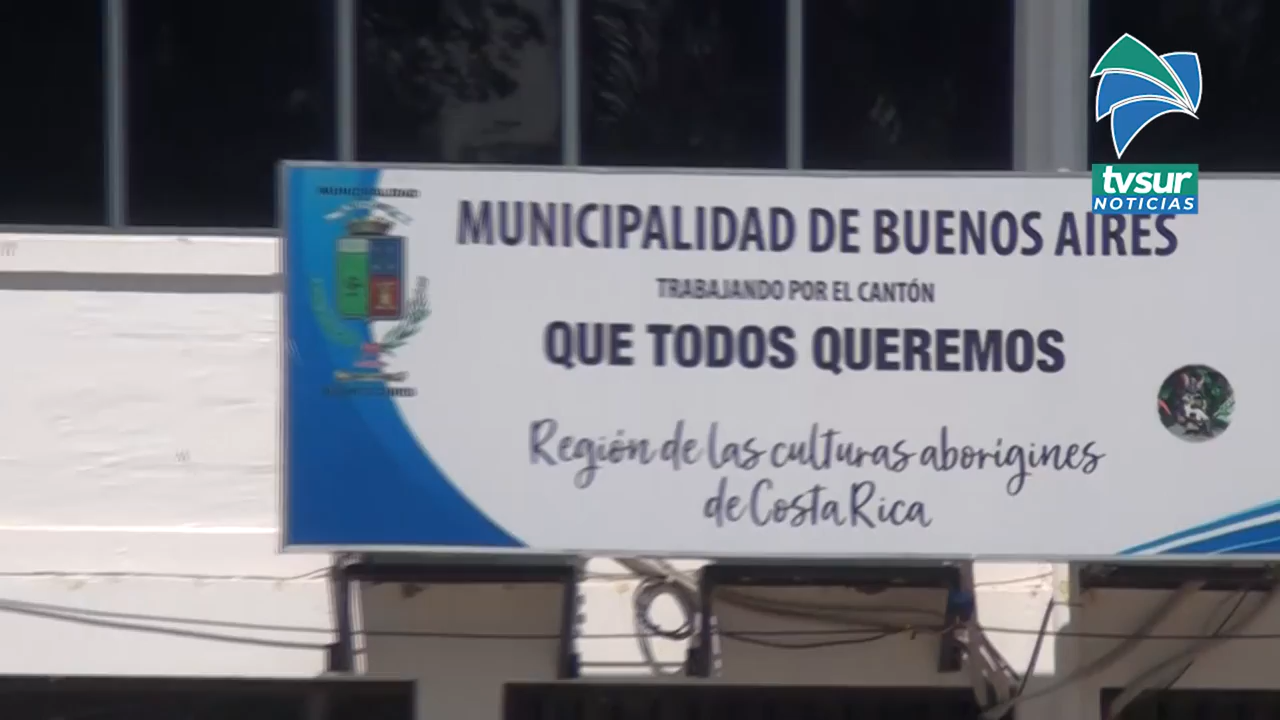 tvsur
NOTICIAS
MUNICIPALIDAD DE BUENOS AIRES
TRABAJANDO POR EL CANTÓN
QUE TODOS QUEREMOS
Región de las culturas aborígines
de Costa Rica